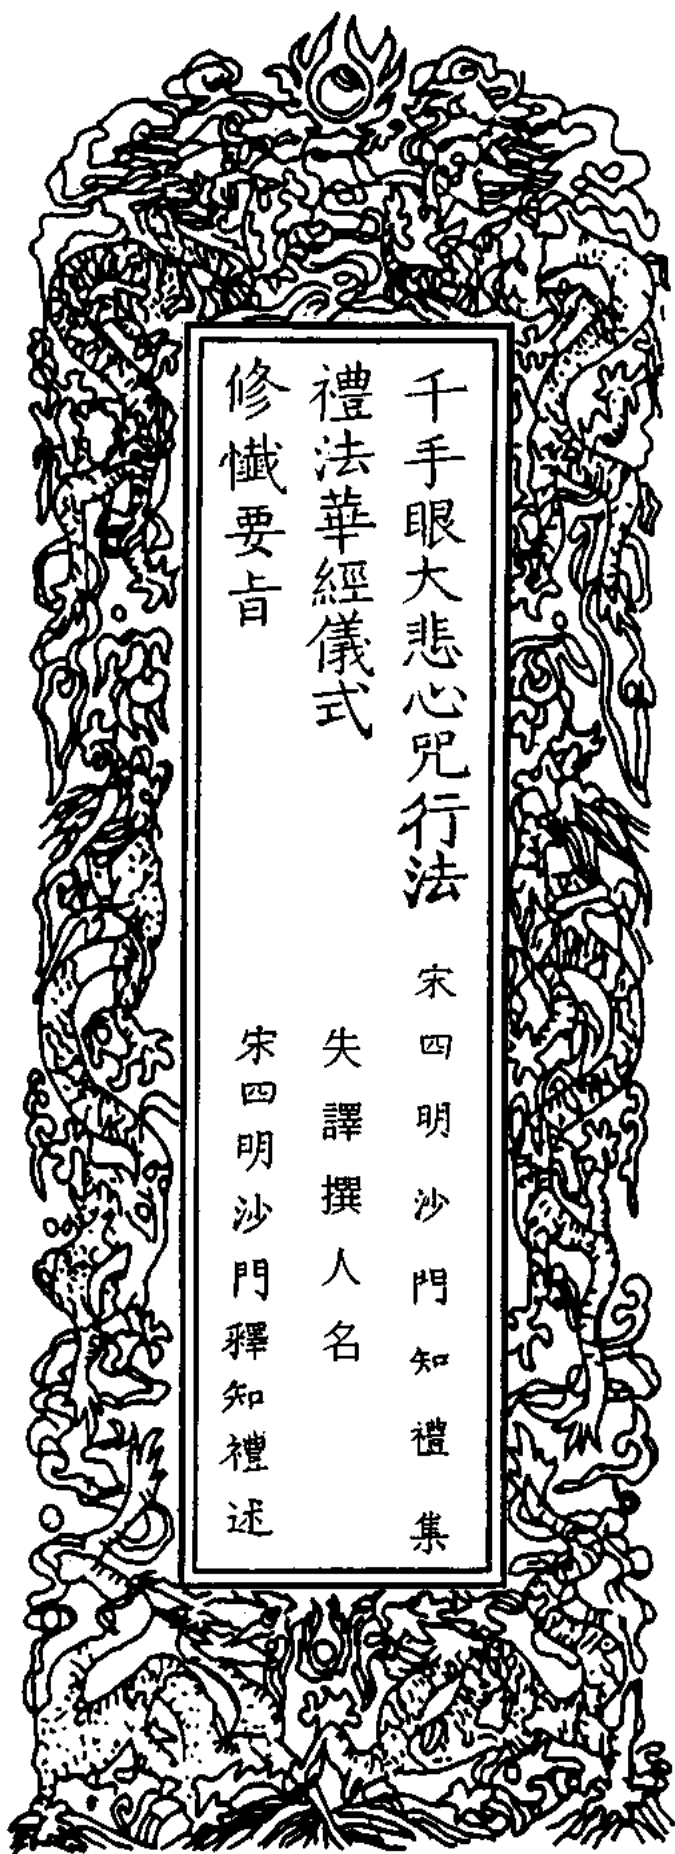 千手眼大悲心咒行法 宋四明沙門知禮集
禮法華經儀式 失譯撰人名
修懺要旨 宋四明沙門釋知禮述